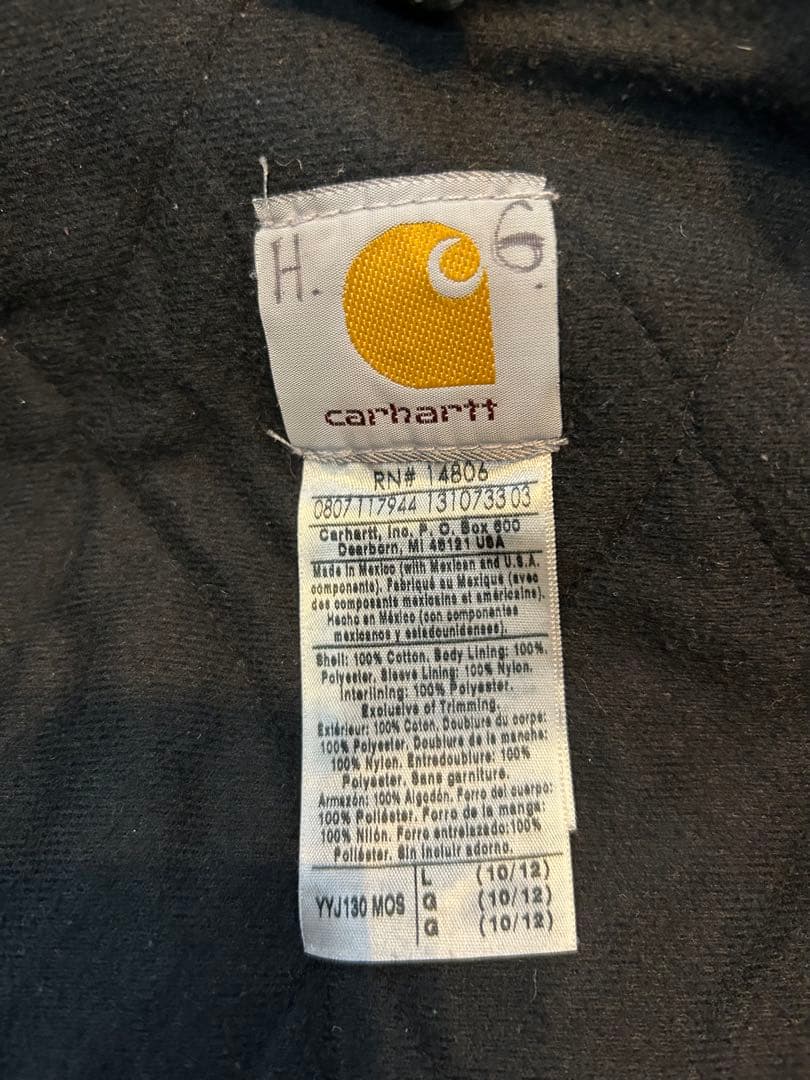 H. G.
carhartt
RN# 14806
0807117944 131073303
Carhartt, Inc. P. O. Box 600
Dearborn, MI 48121 USA
Made in Mexico (with Mexican and U.S.A.
components). Fabriqué au Mexique (avec
des composants mexicains et américains).
Hecho en México (con componentes
mexicanos y estadounidenses).
Shell: 100% Cotton. Body Lining: 100%.
Polyester, Sleeve Lining: 100% Nylon.
Interlining: 100% Polyester.
Exclusive of Trimming.
Extérieur: 100% Coton. Doublure du corps:
100% Polyester, Doublure de la manche:
100% Nylon. Entredoublure: 100%
Polyester. Sans garniture.
Armazón: 100% Algodón. Forro del cuerpo:
100% Poliéster. Forro de la manga:
100% Nilón. Forro entrelazado:100%
Poliéster. Sin incluir adorno.
YYJ130 MOS
L (10/12)
G (10/12)
G (10/12)